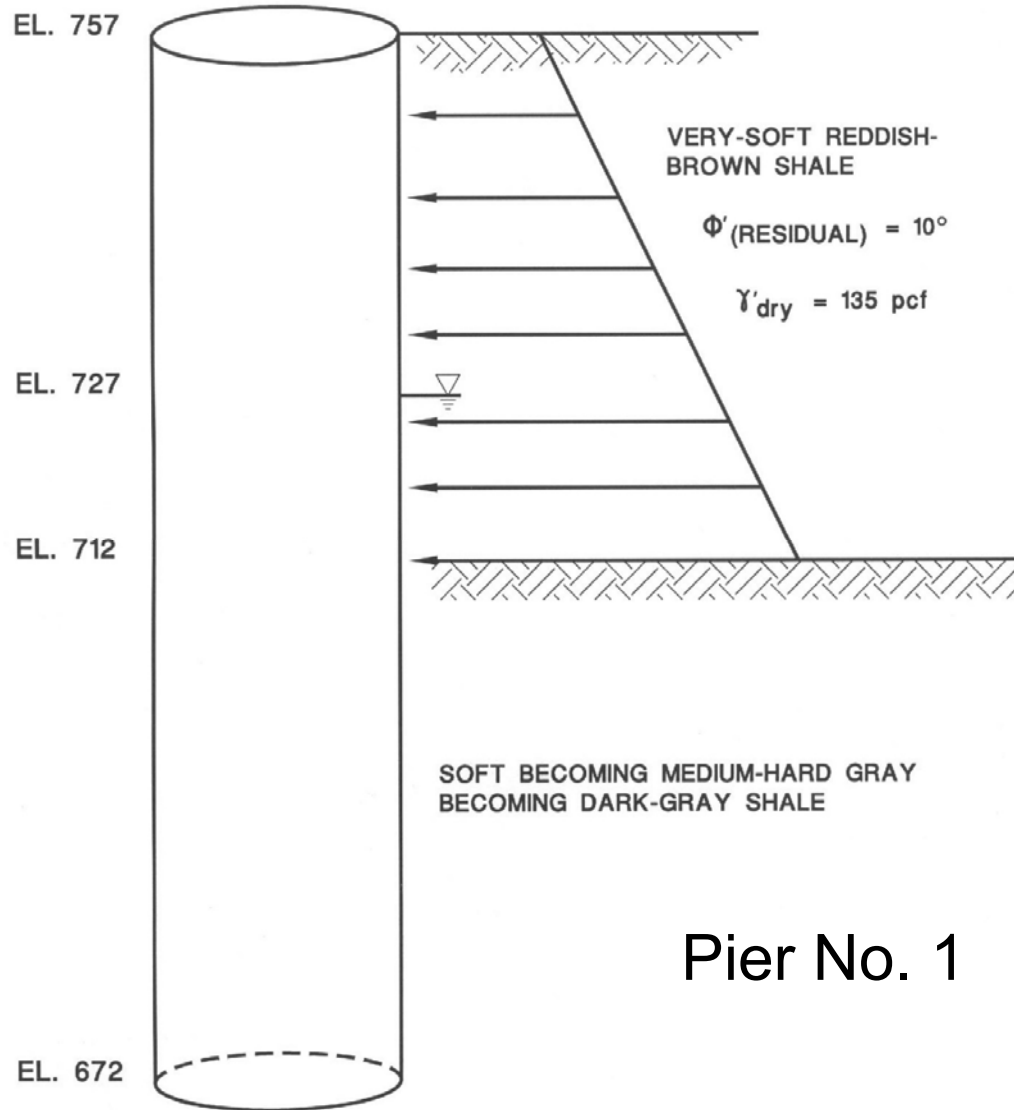 EL. 757
VERY-SOFT REDDISH-
BROWN SHALE
Φ'(RESIDUAL) = 10°
γ'dry = 135 pcf
EL. 727
EL. 712
SOFT BECOMING MEDIUM-HARD GRAY
BECOMING DARK-GRAY SHALE
Pier No. 1
EL. 672